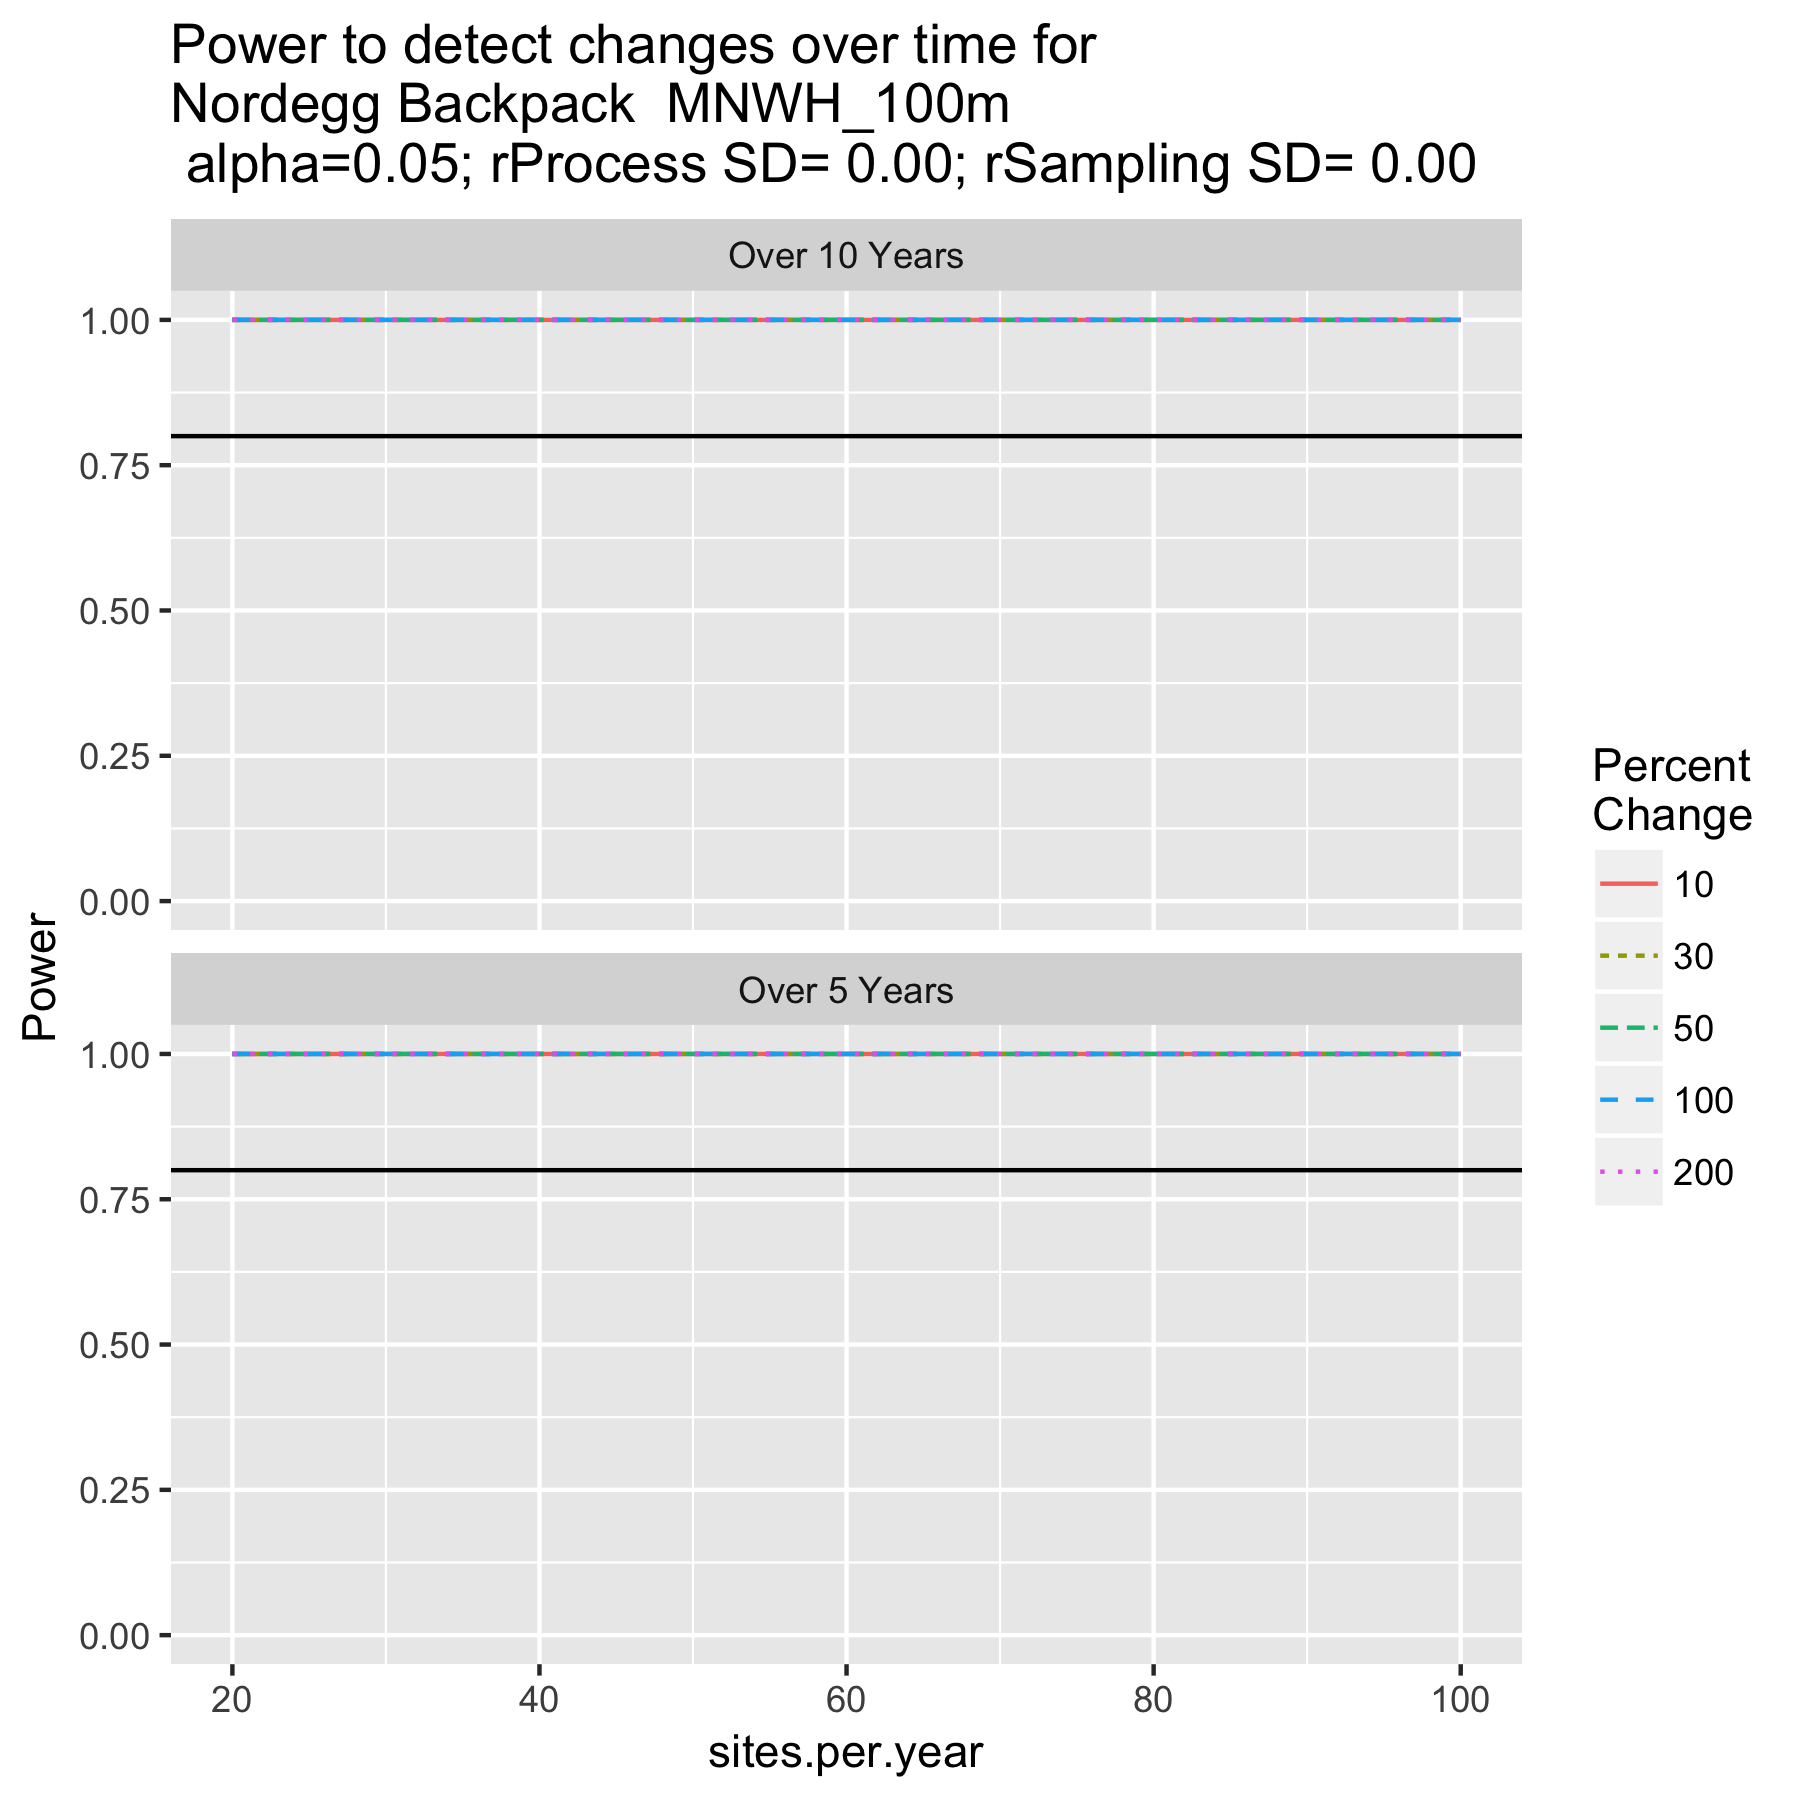 Power to detect changes over time for
Nordegg Backpack  MNWH_100m
alpha=0.05; rProcess SD= 0.00; rSampling SD= 0.00
Over 10 Years
1.00
0.75
0.50
0.25
0.00
Power
Over 5 Years
1.00
0.75
0.50
0.25
0.00
20 40 60 80 100
sites.per.year
Percent
Change
10
30
50
100
200